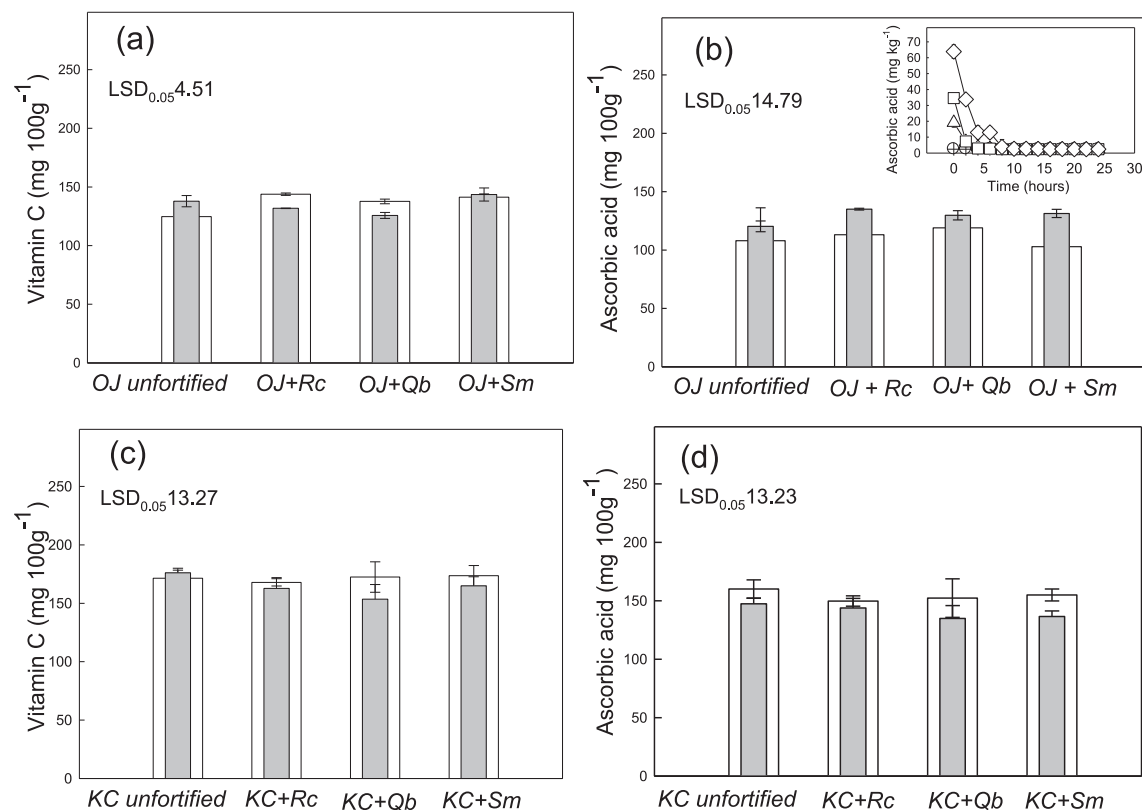 (a)
LSD0.05 4.51
Vitamin C (mg 100g-1)
250
200
150
100
50
0
OJ unfortified OJ+Rc OJ+Qb OJ+Sm
(b)
LSD0.05 14.79
Ascorbic acid (mg 100g-1)
250
200
150
100
50
0
OJ unfortified OJ + Rc OJ+ Qb OJ + Sm
Ascorbic acid (mg kg-1)
70
60
50
40
30
20
10
0
0 5 10 15 20 25 30
Time (hours)
(c)
LSD0.05 13.27
Vitamin C (mg 100g-1)
250
200
150
100
50
0
KC unfortified KC+Rc KC+Qb KC+Sm
(d)
LSD0.05 13.23
Ascorbic acid (mg 100g-1)
250
200
150
100
50
0
KC unfortified KC+Rc KC+Qb KC+Sm